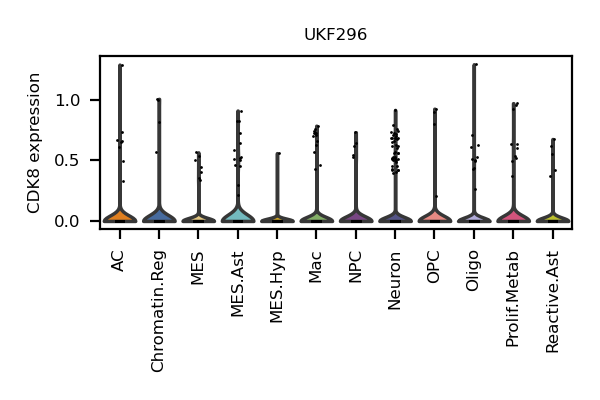 UKF296
CDK8 expression
1.0
0.5
0.0
AC
Chromatin.Reg
MES
MES.Ast
MES.Hyp
Mac
NPC
Neuron
OPC
Oligo
Prolif.Metab
Reactive.Ast